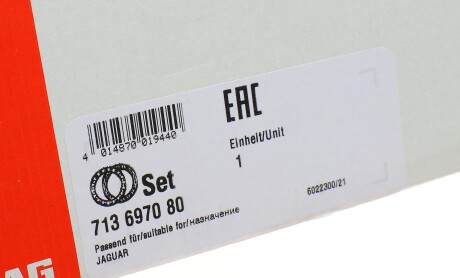 EAC
4 014870 019440
Einheit/Unit
1
Set
713 6970 80
6022300/21
Passend für/suitable for/назначение
JAGUAR
AG